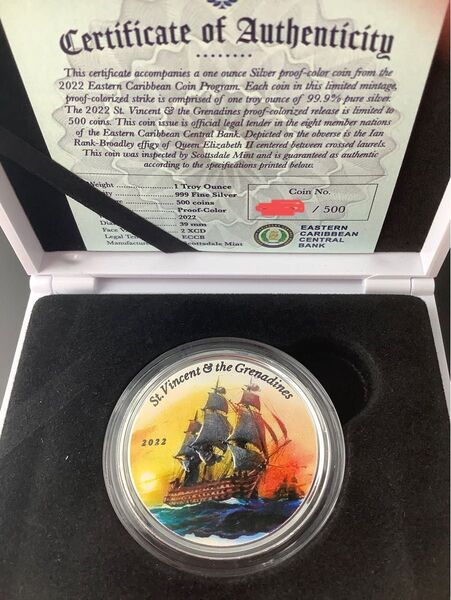 Certificate of Authenticity
This certificate accompanies a one ounce Silver proof-color coin from the
2022 Eastern Caribbean Coin Program. Each coin in this limited mintage,
proof-colorized strike is comprised of one troy ounce of 99.9% pure silver.
The 2022 St. Vincent & the Grenadines proof-colorized release is limited to
500 coins. This coin issue is official legal tender in the eight member nations
of the Eastern Caribbean Central Bank. Depicted on the obverse is the Ian
Rank-Broadley effigy of Queen Elizabeth II centered between crossed laurels.
This coin was inspected by Scottsdale Mint and is guaranteed as authentic
according to the specifications printed below.
Weight 1 Troy Ounce
999 Fine Silver
500 coins
Proof-Color
2022
39 mm
Face 2 XCD
Legal ECCB
Scottsdale Mint
Coin No.
/ 500
EASTERN
CARIBBEAN
CENTRAL
BANK
St. Vincent & the Grenadines
2022